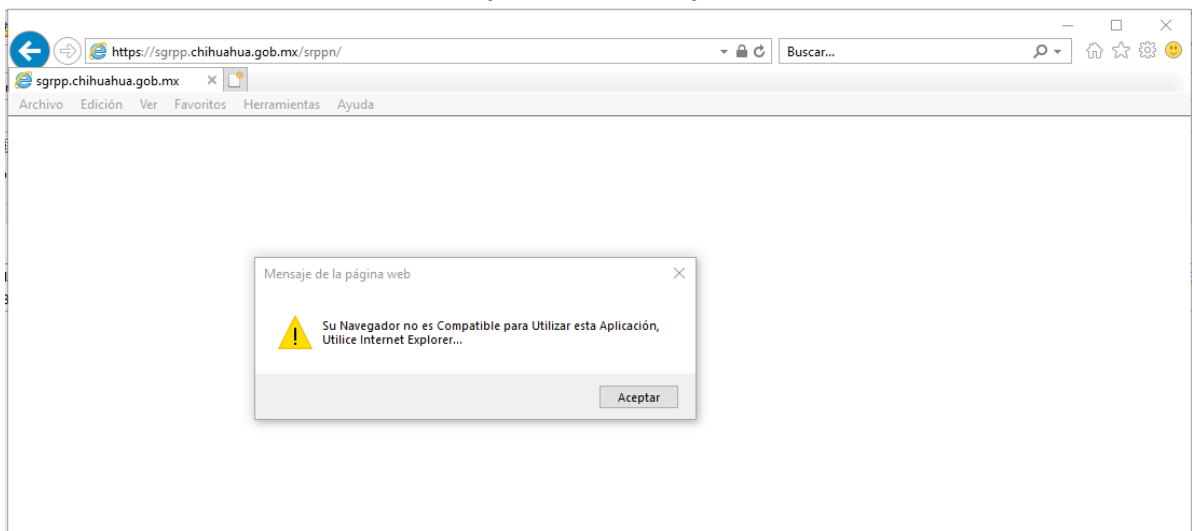 https://sgrpp.chihuahua.gob.mx/srppn/
Buscar...
sgrpp.chihuahua.gob.mx
Archivo Edición Ver Favoritos Herramientas Ayuda
Mensaje de la página web
Su Navegador no es Compatible para Utilizar esta Aplicación,
Utilice Internet Explorer...
Aceptar